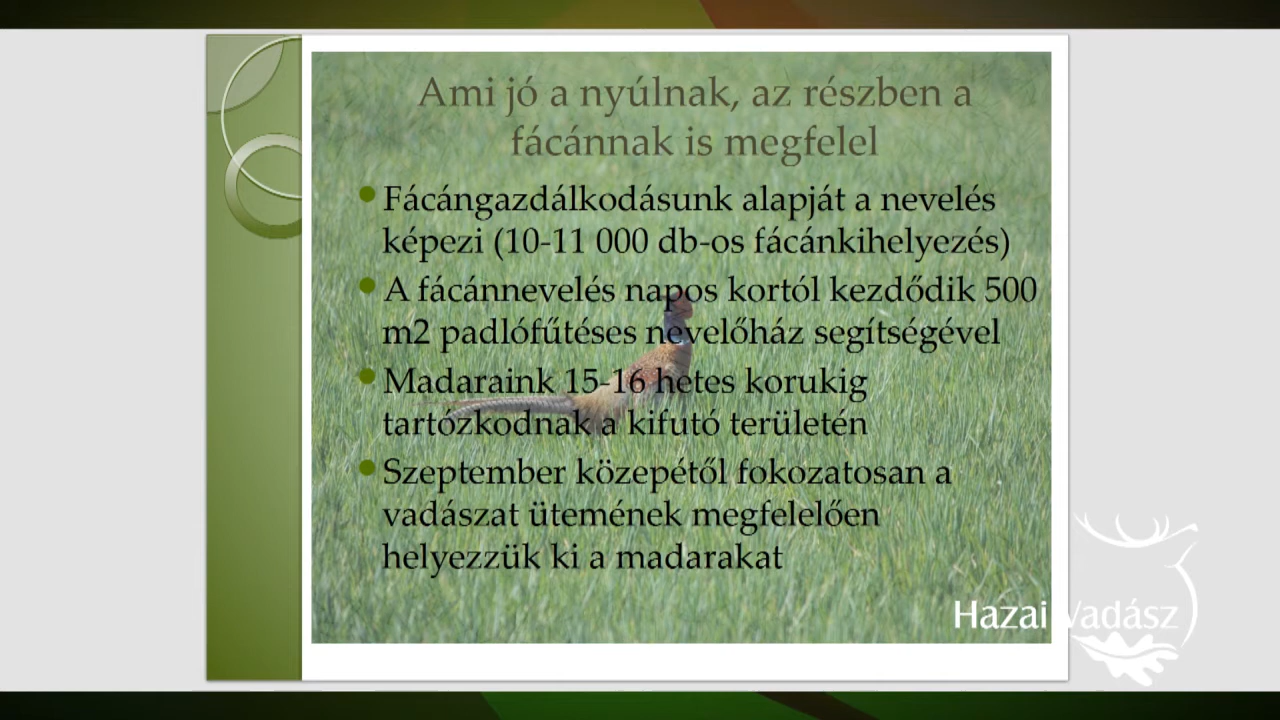 Ami jó a nyúlnak, az részben a
fácánnak is megfelel
Fácángazdálkodásunk alapját a nevelés
képezi (10-11 000 db-os fácánkihelyezés)
A fácánnevelés napos kortól kezdődik 500
m2 padlófűtéses nevelőház segítségével
Madaraink 15-16 hetes korukig
tartózkodnak a kifutó területén
Szeptember közepétől fokozatosan a
vadászat ütemének megfelelően
helyezzük ki a madarakat
Hazai Vadász